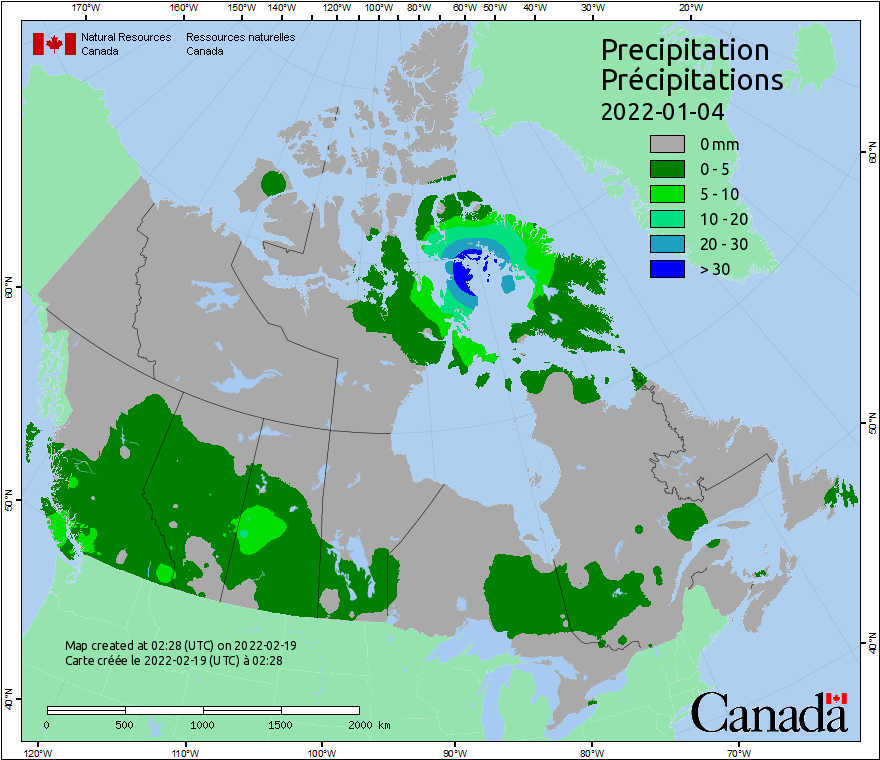 170°W 160°W 150°W 140°W 130°W 120°W 110°W 100°W 90°W 80°W 60°W 50°W 40°W 30°W 20°W
Natural Resources Ressources naturelles
Canada Canada
Precipitation
Précipitations
2022-01-04
0 mm
0 - 5
5 - 10
10 - 20
20 - 30
> 30
60°N
60°N
50°N
50°N
40°N
40°N
Map created at 02:28 (UTC) on 2022-02-19
Carte créée le 2022-02-19 (UTC) à 02:28
0 500 1000 1500 2000 km
Canada
120°W 110°W 100°W 90°W 80°W 70°W